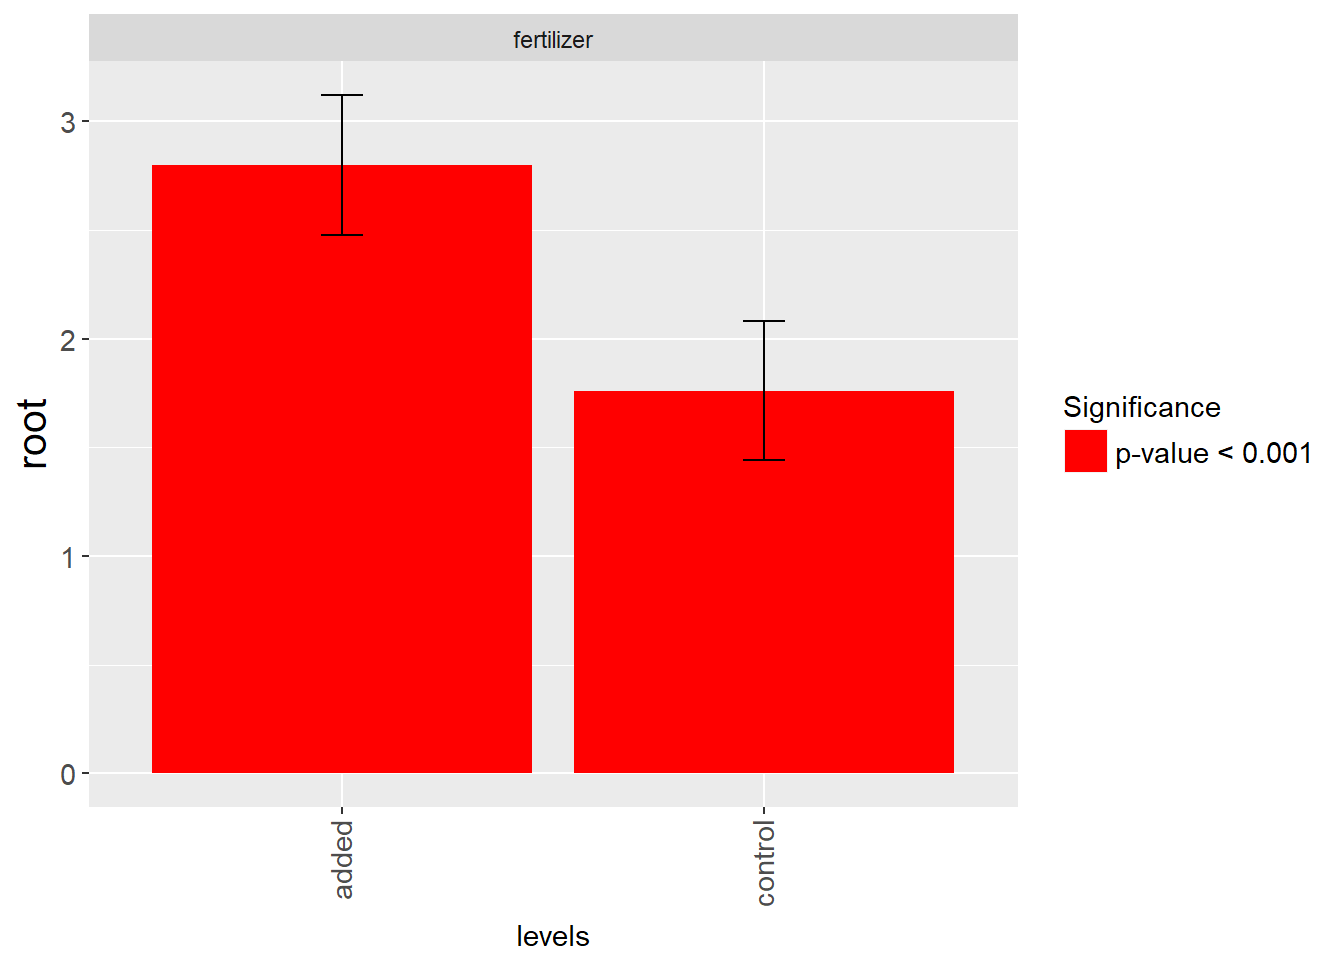 fertilizer
3
2
1
0
root
added
control
levels
Significance
p-value < 0.001